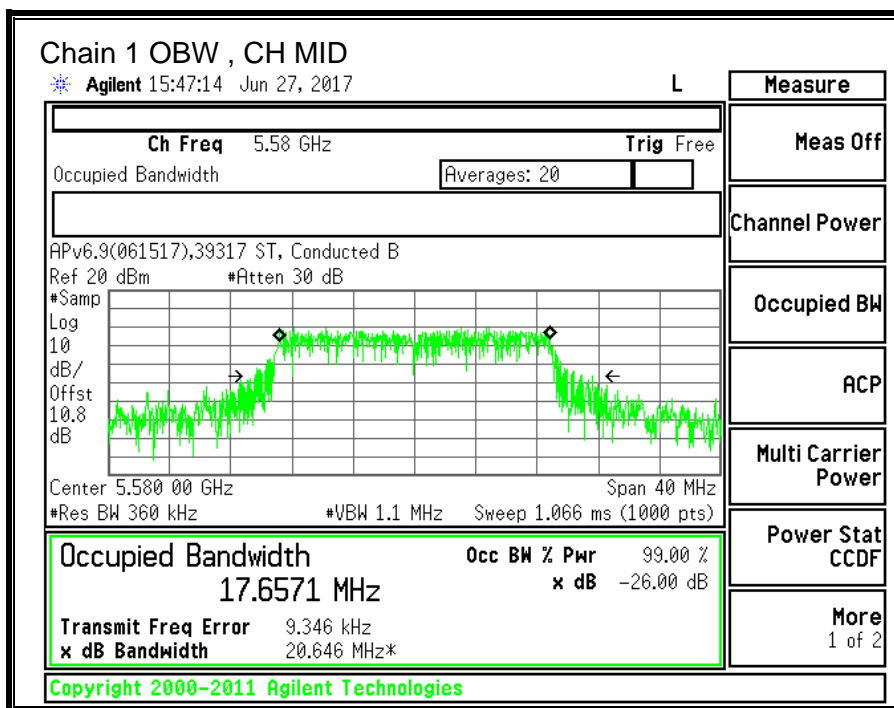 Chain 1 OBW , CH MID
Agilent 15:47:14 Jun 27, 2017 L
Measure
Ch Freq 5.58 GHz Trig Free
Meas Off
Occupied Bandwidth Averages: 20
Channel Power
APv6.9(061517),39317 ST, Conducted B
Ref 20 dBm #Atten 30 dB
#Samp
Log
10
dB/
Offst
10.8
dB
Occupied BW
ACP
Multi Carrier
Power
Center 5.580 00 GHz Span 40 MHz
#Res BW 360 kHz #VBW 1.1 MHz Sweep 1.066 ms (1000 pts)
Power Stat
CCDF
Occupied Bandwidth Occ BW % Pwr 99.00 %
17.6571 MHz x dB -26.00 dB
Transmit Freq Error 9.346 kHz
x dB Bandwidth 20.646 MHz*
More
1 of 2
Copyright 2000-2011 Agilent Technologies